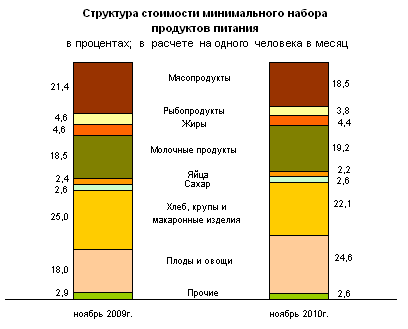 Структура стоимости минимального набора
продуктов питания
в процентах; в расчете на одного человека в месяц
21,4 Мясопродукты 18,5
4,6 Рыбопродукты 3,8
4,6 Жиры 4,4
18,5 Молочные продукты 19,2
2,4 Яйца 2,2
2,6 Сахар 2,6
25,0 Хлеб, крупы и 22,1
макаронные изделия
18,0 Плоды и овощи 24,6
2,9 Прочие 2,6
ноябрь 2009г. ноябрь 2010г.